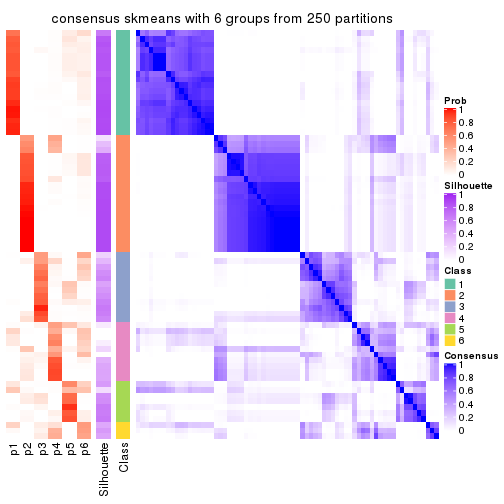 consensus skmeans with 6 groups from 250 partitions
Prob
1
0.8
0.6
0.4
0.2
0
Silhouette
1
0.8
0.6
0.4
0.2
0
Class
1
2
3
4
5
6
Consensus
1
0.8
0.6
0.4
0.2
0
p1
p2
p3
p4
p5
p6
Silhouette
Class